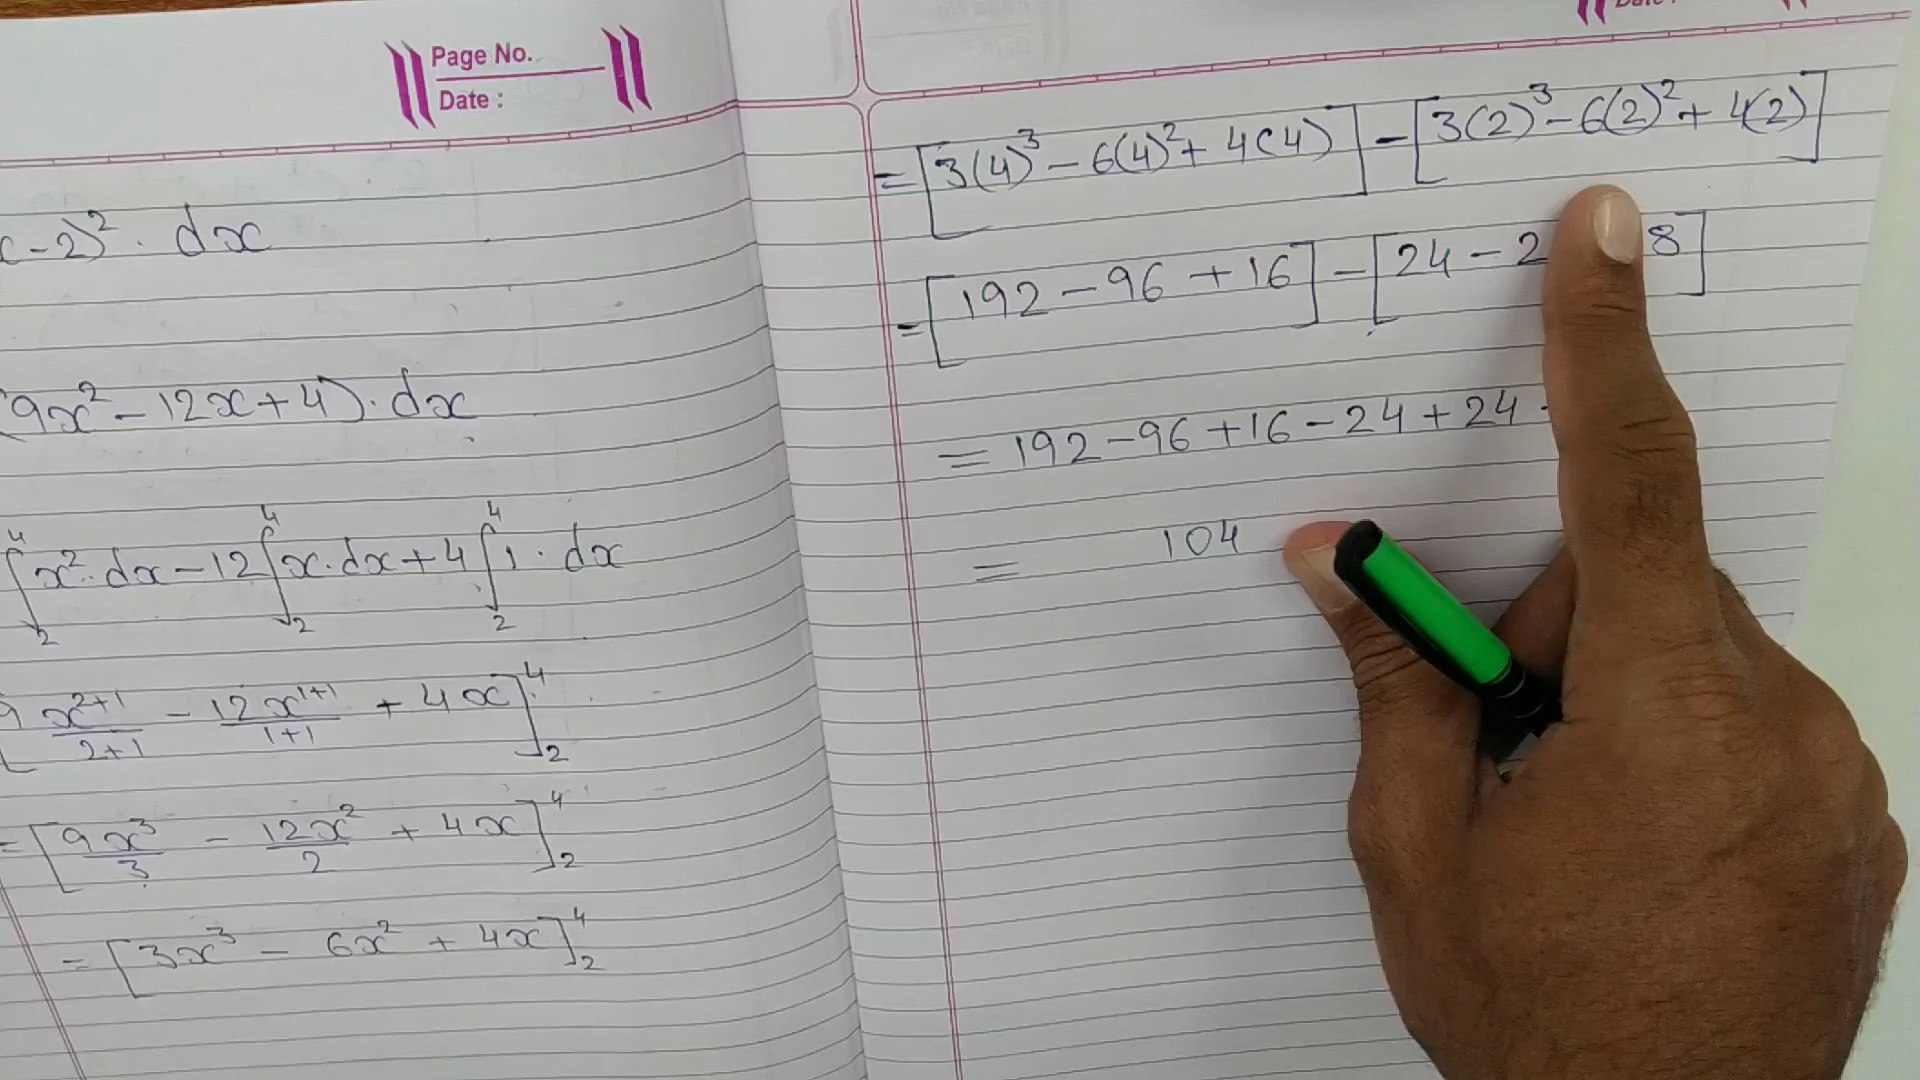 Page No.
Date :
x-2)² · dx
(9x² - 12x + 4) · dx
∫₂⁴ x² · dx - 12 ∫₂⁴ x · dx + 4 ∫₂⁴ 1 · dx
[9 x²⁺¹/2+1 - 12x¹⁺¹/1+1 + 4x]₂⁴
= [9x³/3 - 12x²/2 + 4x]₂⁴
= [3x³ - 6x² + 4x]₂⁴
= [3(4)³ - 6(4)² + 4(4)] - [3(2)³ - 6(2)² + 4(2)]
= [192 - 96 + 16] - [24 - 2 8]
= 192 - 96 + 16 - 24 + 24 -
= 104